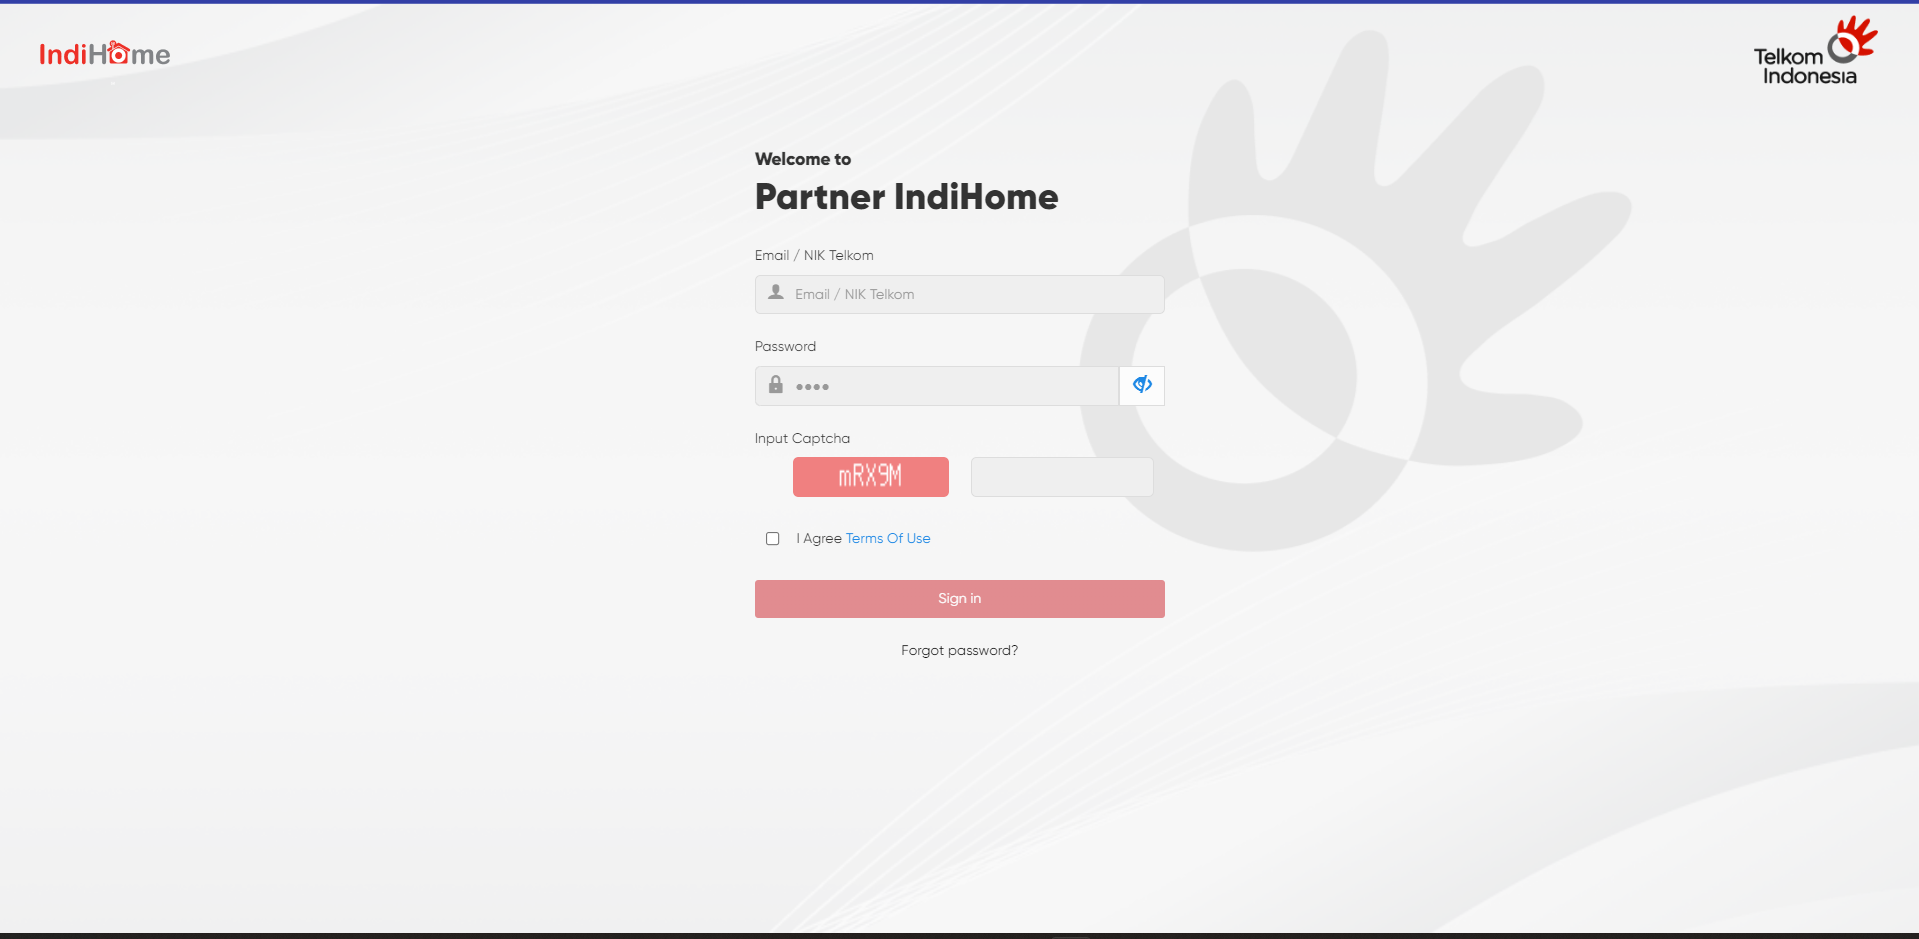 IndiHome
Telkom
Indonesia
Welcome to
Partner IndiHome
Email / NIK Telkom
Email / NIK Telkom
Password
Input Captcha
mRX9M
I Agree Terms Of Use
Sign in
Forgot password?